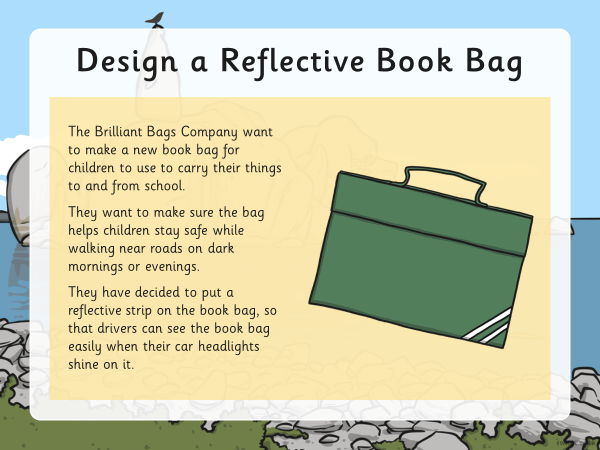 Design a Reflective Book Bag
The Brilliant Bags Company want
to make a new book bag for
children to use to carry their things
to and from school.
They want to make sure the bag
helps children stay safe while
walking near roads on dark
mornings or evenings.
They have decided to put a
reflective strip on the book bag, so
that drivers can see the book bag
easily when their car headlights
shine on it.